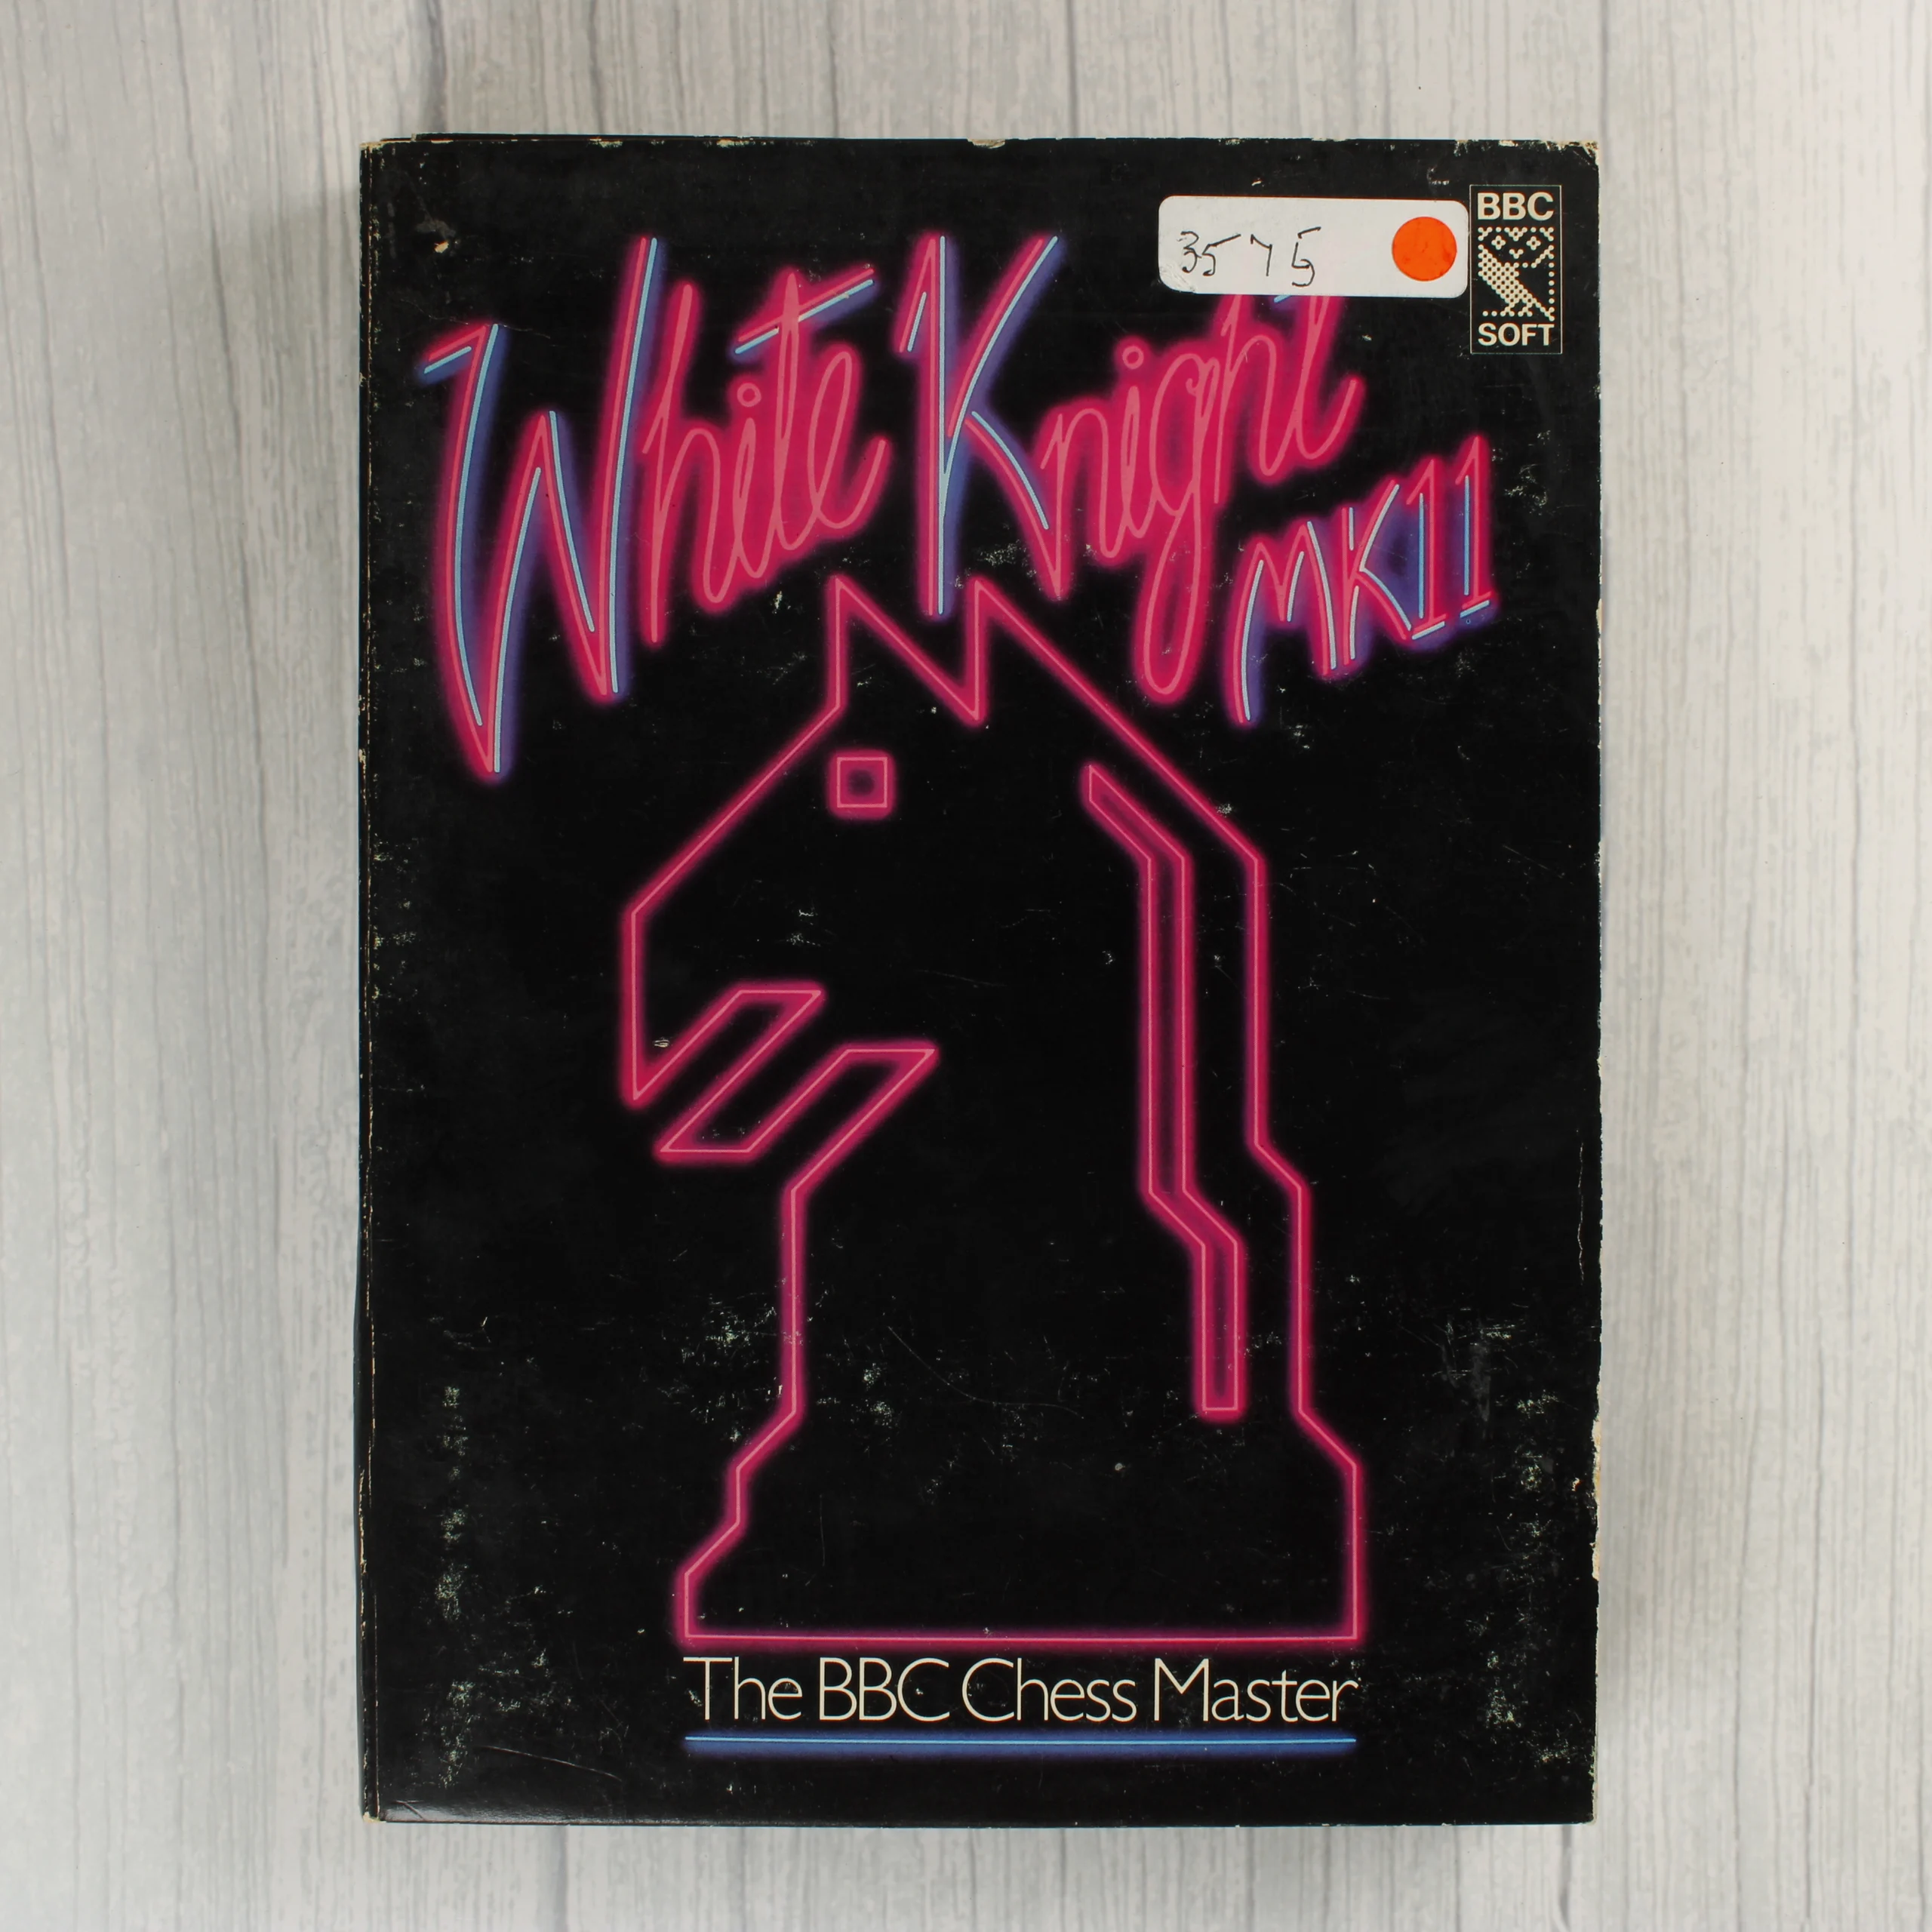 3575
BBC
SOFT
White Knight
MK11
The BBC Chess Master